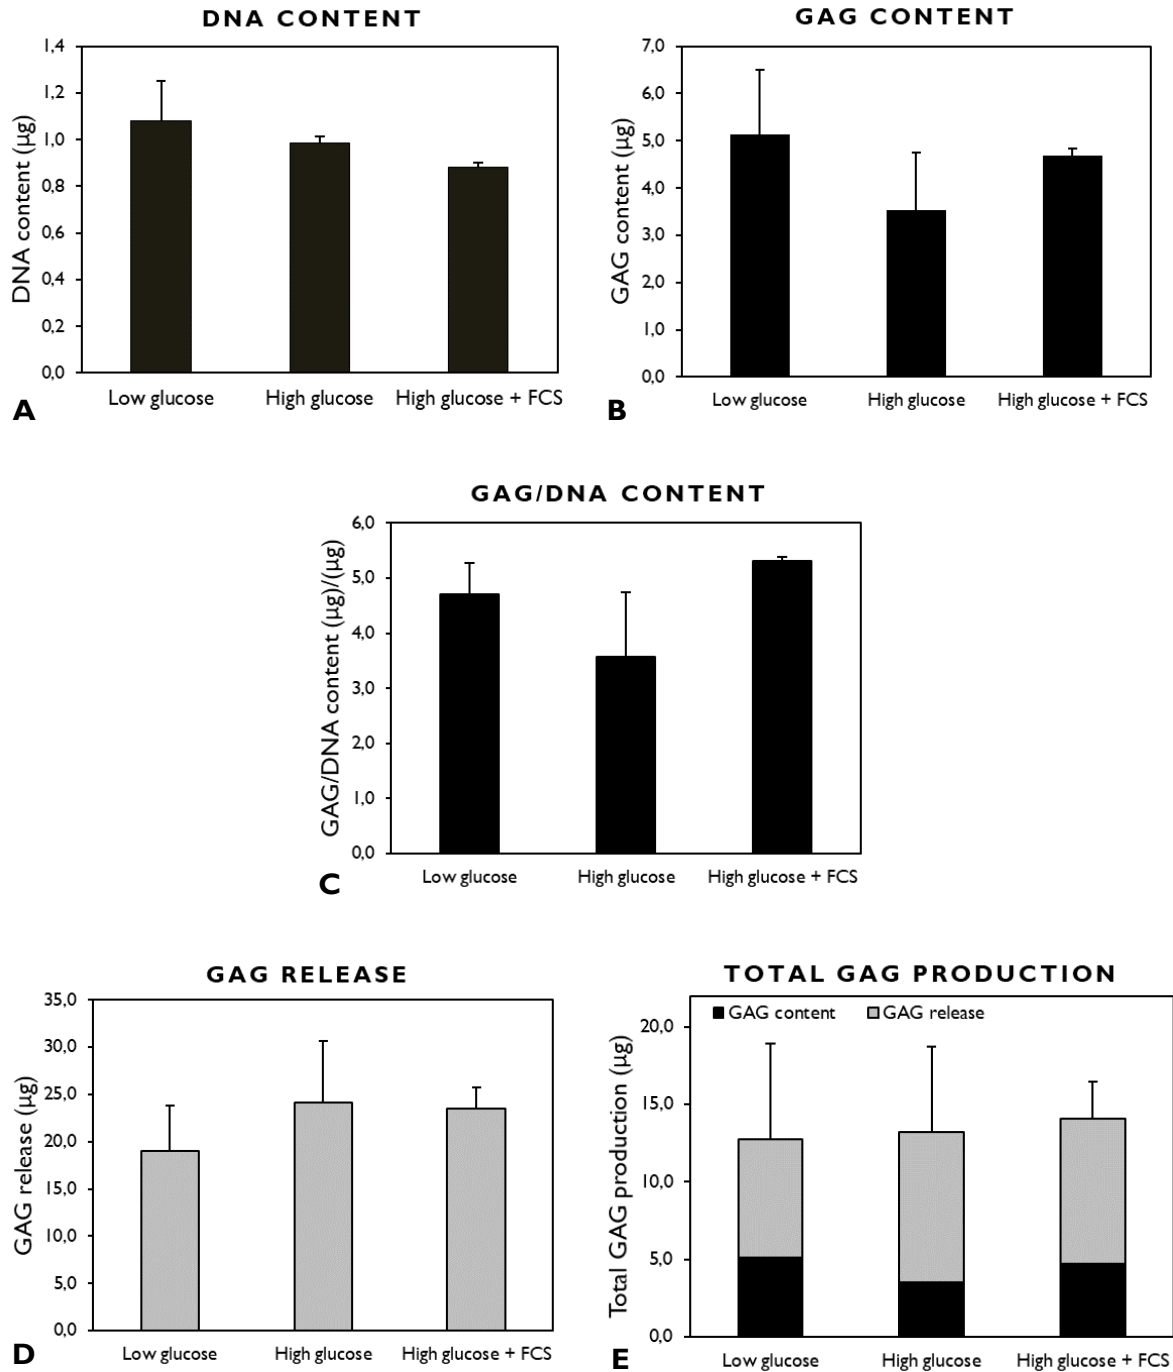 DNA CONTENT
DNA content (µg)
1,4
1,2
1,0
0,8
0,6
0,4
0,2
0,0
Low glucose
High glucose
High glucose + FCS
A
GAG CONTENT
GAG content (µg)
7,0
6,0
5,0
4,0
3,0
2,0
1,0
0,0
Low glucose
High glucose
High glucose + FCS
B
GAG/DNA CONTENT
GAG/DNA content (µg)/(µg)
6,0
5,0
4,0
3,0
2,0
1,0
0,0
Low glucose
High glucose
High glucose + FCS
C
GAG RELEASE
GAG release (µg)
35,0
30,0
25,0
20,0
15,0
10,0
5,0
0,0
Low glucose
High glucose
High glucose + FCS
D
TOTAL GAG PRODUCTION
GAG content
GAG release
Total GAG production (µg)
20,0
15,0
10,0
5,0
0,0
Low glucose
High glucose
High glucose + FCS
E